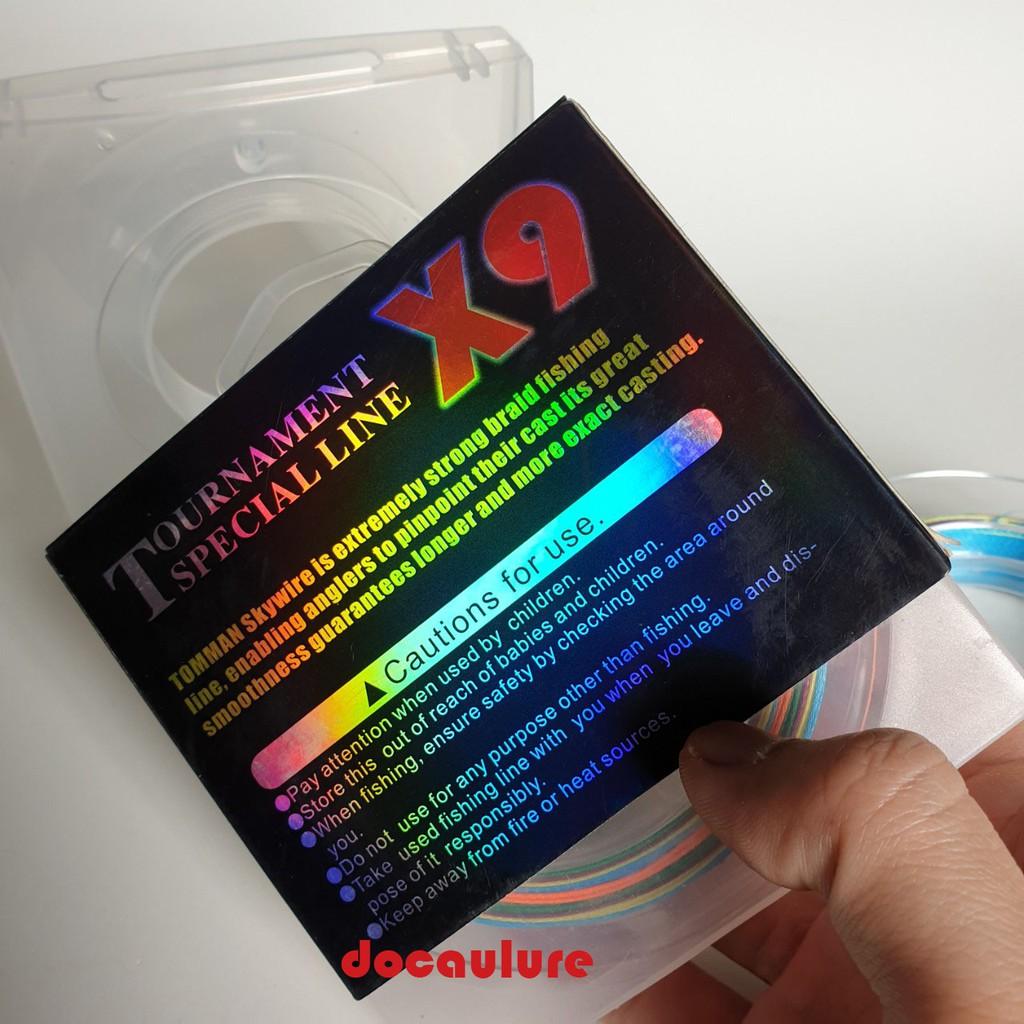 TOURNAMENT
SPECIAL LINE
X9
TOMMAN Skywire is extremely strong braid fishing
line, enabling anglers to pinpoint their cast its great
smoothness guarantees longer and more exact casting.
▲Cautions for use.
●Pay attention when used by children.
●Store this out of reach of babies and children.
●When fishing, ensure safety by checking the area around
you.
●Do not use for any purpose other than fishing.
●Take used fishing line with you when you leave and dis-
pose of it responsibly.
●Keep away from fire or heat sources.
docaulure